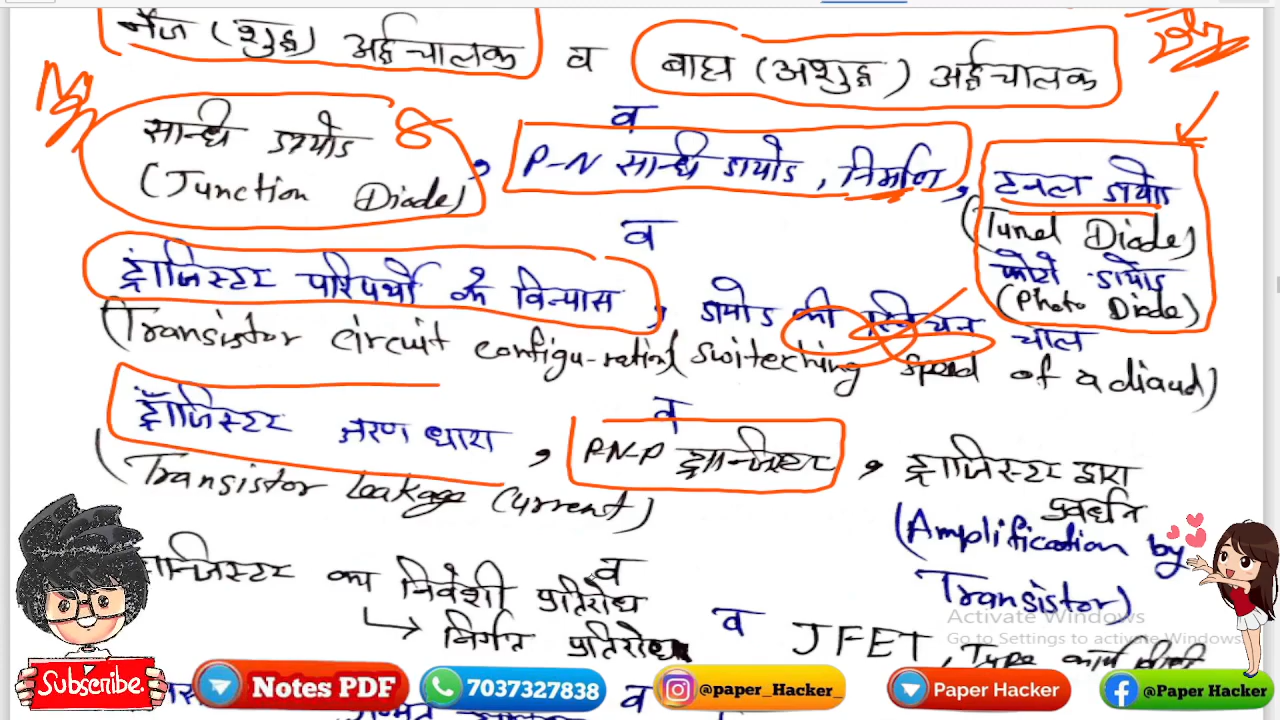 नैज (शुद्ध) अर्द्धचालक व बाह्य (अशुद्ध) अर्द्धचालक
व
सान्धि डायोड, P-N सान्धि डायोड, निर्माण, टनल डायोड
(Junction Diode) (Tunel Diode)
व फोटो डायोड
(Photo Diode)
ट्रांजिस्टर परिपथों के विन्यास, डायोड की स्विचन चाल
(Transistor circuit configu-ration) (switeching speed of a diaud)
व
ट्राँजिस्टर क्षरण धारा, P-N-P ट्रान्जिस्टर, ट्रांजिस्टर द्वारा
प्रवर्धन
(Transistor Leakage Current) (Amplification by
Transistor)
व
का निवेशी प्रतिरोध
निर्गत प्रतिरोध व JFET, Type
Activate Windows
Go to Settings to activate Windows.
व
Subscribe. Notes PDF 7037327838 @paper_Hacker_ Paper Hacker @Paper Hacker